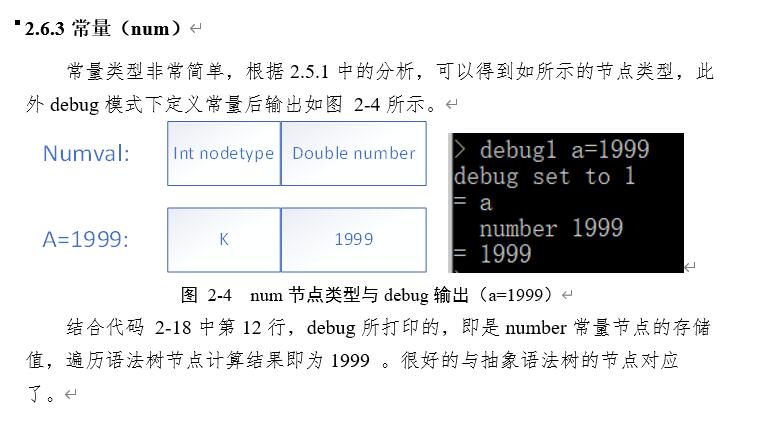 2.6.3 常量（num）
常量类型非常简单，根据 2.5.1 中的分析，可以得到如所示的节点类型，此
外 debug 模式下定义常量后输出如图 2-4 所示。
Numval: Int nodetype Double number
A=1999: K 1999
> debug1 a=1999
debug set to 1
= a
number 1999
= 1999
图 2-4 num 节点类型与 debug 输出（a=1999）
结合代码 2-18 中第 12 行，debug 所打印的，即是 number 常量节点的存储
值，遍历语法树节点计算结果即为 1999 。很好的与抽象语法树的节点对应
了。